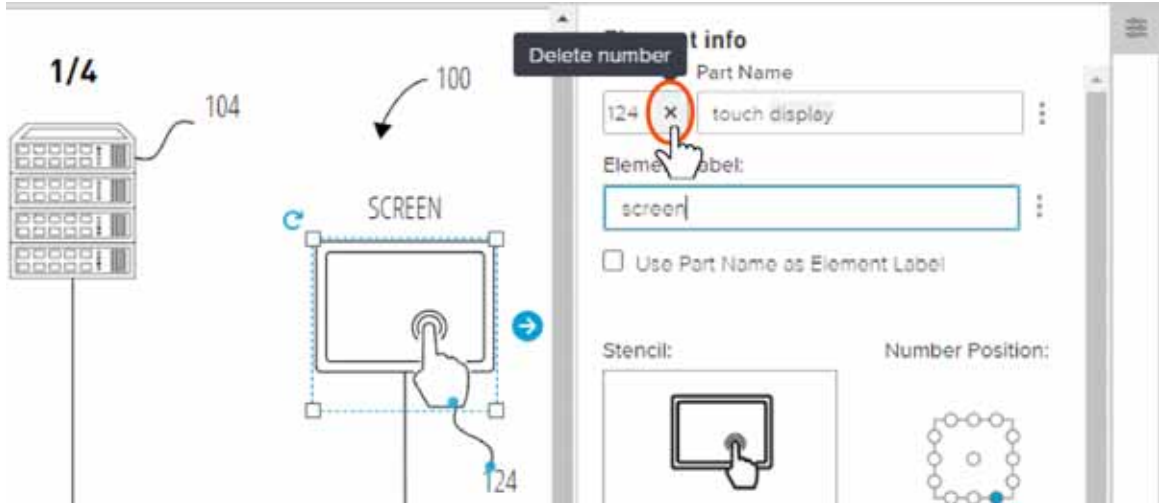 1/4
104
100
SCREEN
124
t info
Delete number
Part Name
124 × touch display
Eleme abel:
screen
Use Part Name as Element Label
Stencil:
Number Position: